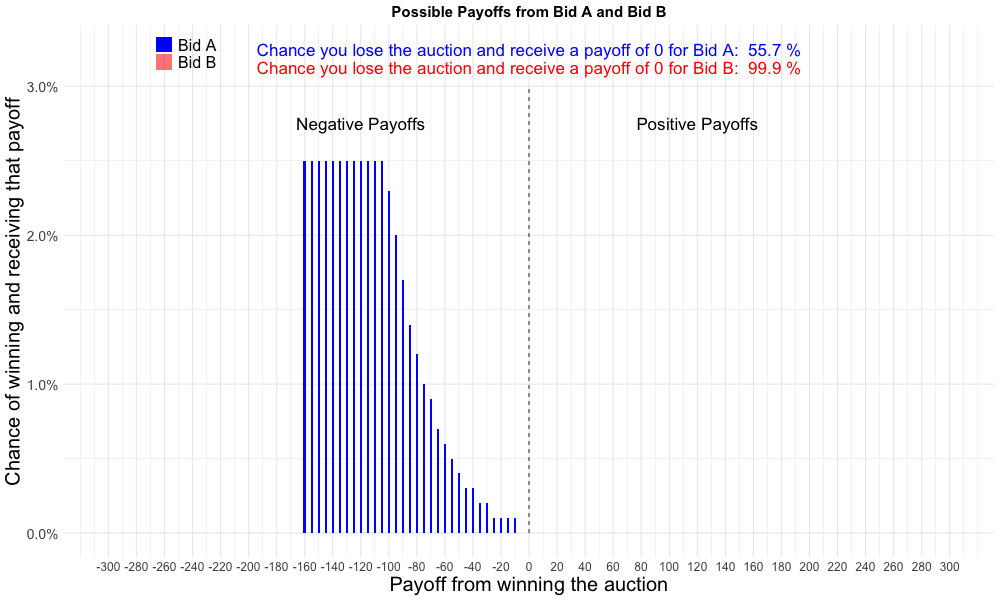 Possible Payoffs from Bid A and Bid B
Bid A
Bid B
Chance you lose the auction and receive a payoff of 0 for Bid A:  55.7 %
Chance you lose the auction and receive a payoff of 0 for Bid B:  99.9 %
Negative Payoffs
Positive Payoffs
Chance of winning and receiving that payoff
3.0%
2.0%
1.0%
0.0%
-300 -280 -260 -240 -220 -200 -180 -160 -140 -120 -100 -80 -60 -40 -20 0 20 40 60 80 100 120 140 160 180 200 220 240 260 280 300
Payoff from winning the auction